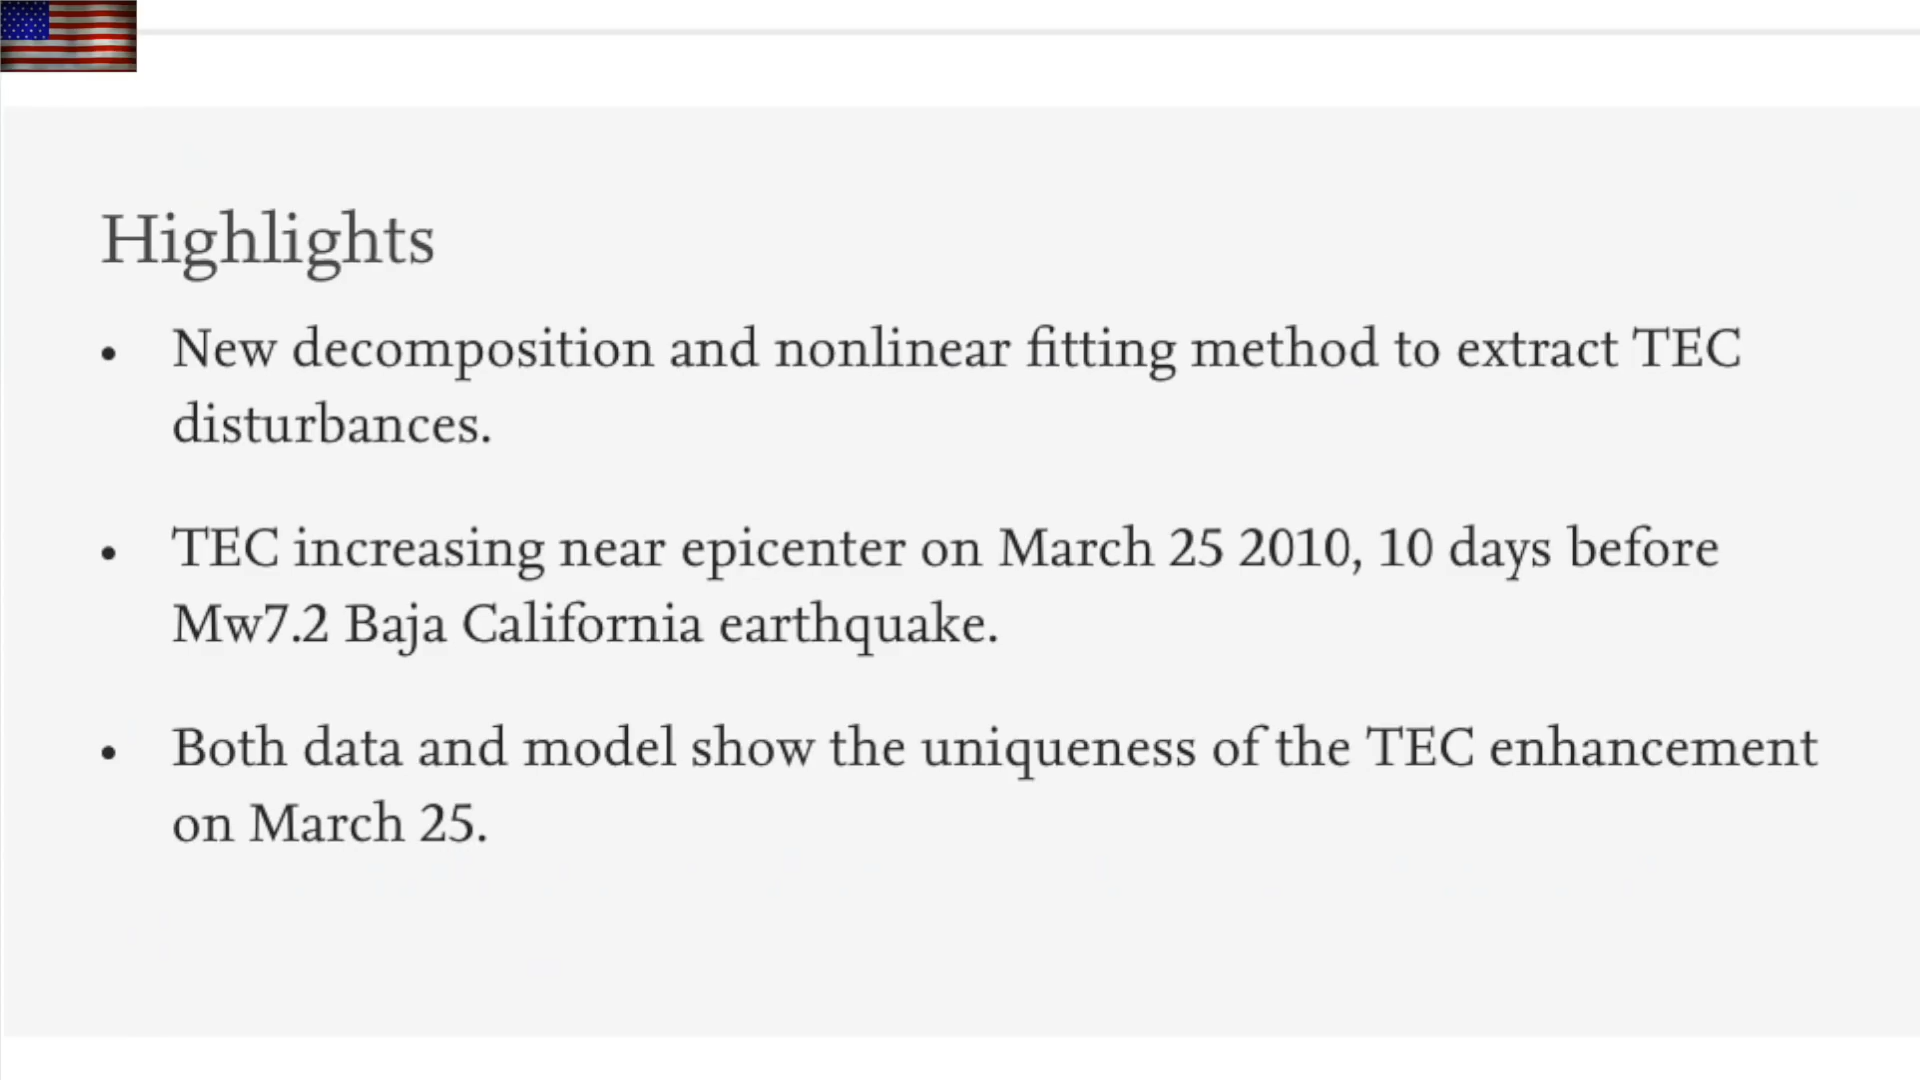 Highlights
• New decomposition and nonlinear fitting method to extract TEC
disturbances.
• TEC increasing near epicenter on March 25 2010, 10 days before
Mw7.2 Baja California earthquake.
• Both data and model show the uniqueness of the TEC enhancement
on March 25.